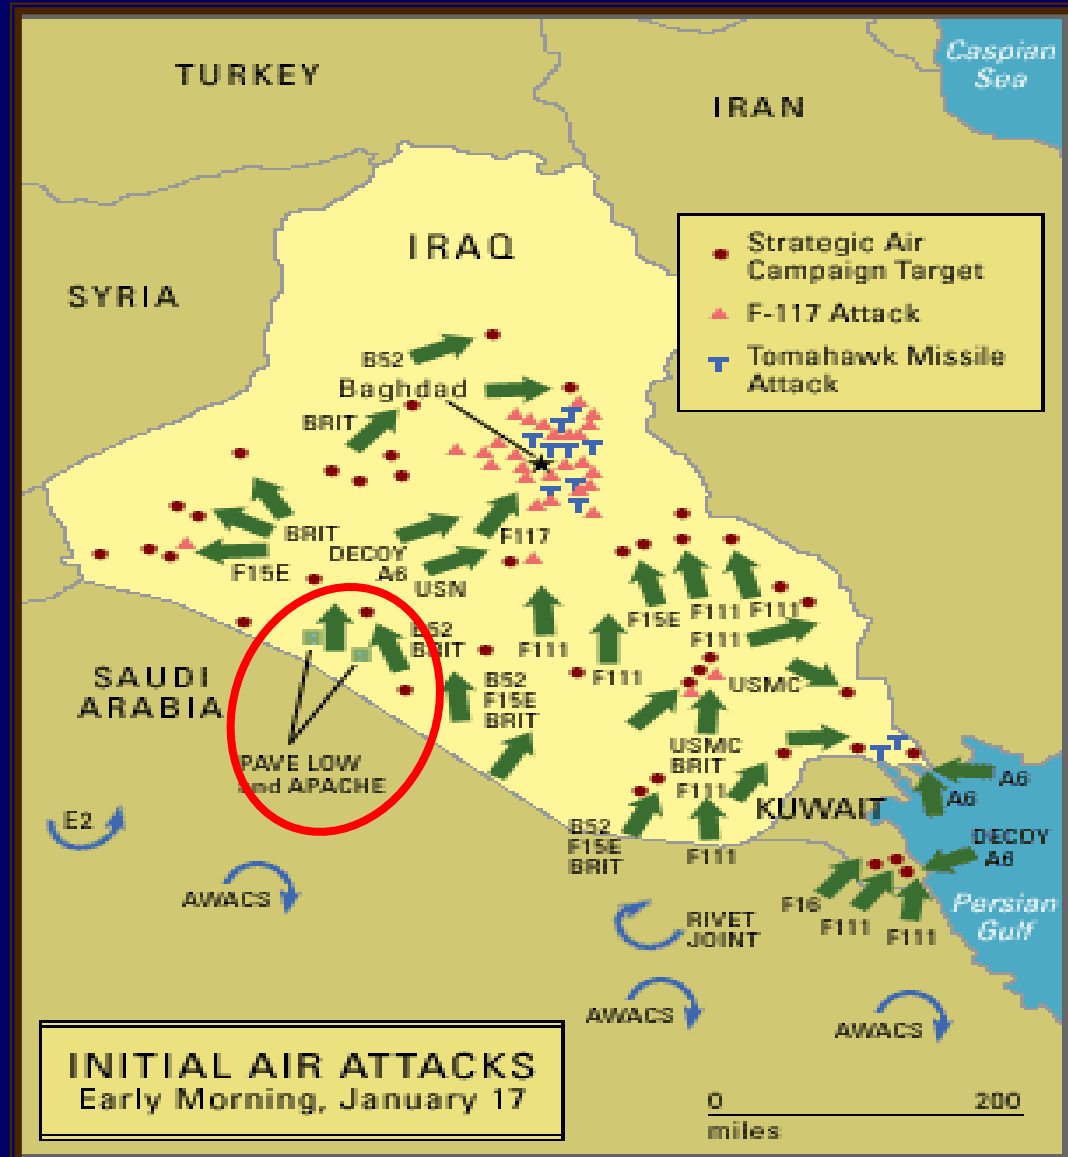 Caspian
Sea
TURKEY
IRAN
IRAQ
SYRIA
Strategic Air
Campaign Target
F-117 Attack
Tomahawk Missile
Attack
B52
Baghdad
BRIT
BRIT
F117
DECOY
A6
F15E
USN
F15E
F111
F111
F111
B52
BRIT
F111
F111
SAUDI
ARABIA
B52
F15E
BRIT
USMC
USMC
BRIT
F111
PAVE LOW
and APACHE
A6
A6
KUWAIT
E2
B52
F15E
BRIT
F111
DECOY
A6
AWACS
F16
F111
F111
Persian
Gulf
RIVET
JOINT
AWACS
AWACS
INITIAL AIR ATTACKS
Early Morning, January 17
0 200
miles